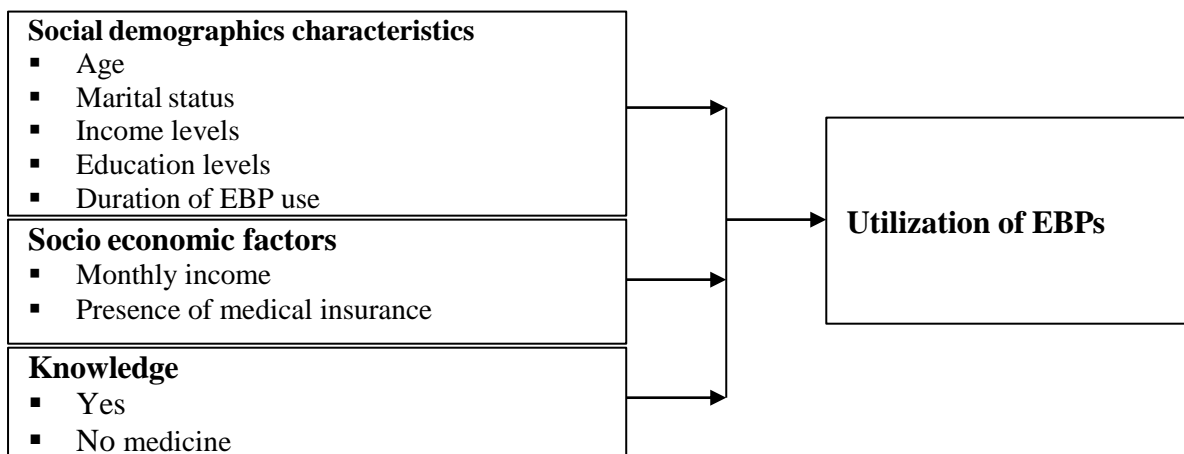 Social demographics characteristics
▪ Age
▪ Marital status
▪ Income levels
▪ Education levels
▪ Duration of EBP use
Socio economic factors
▪ Monthly income
▪ Presence of medical insurance
Knowledge
▪ Yes
▪ No medicine
Utilization of EBPs